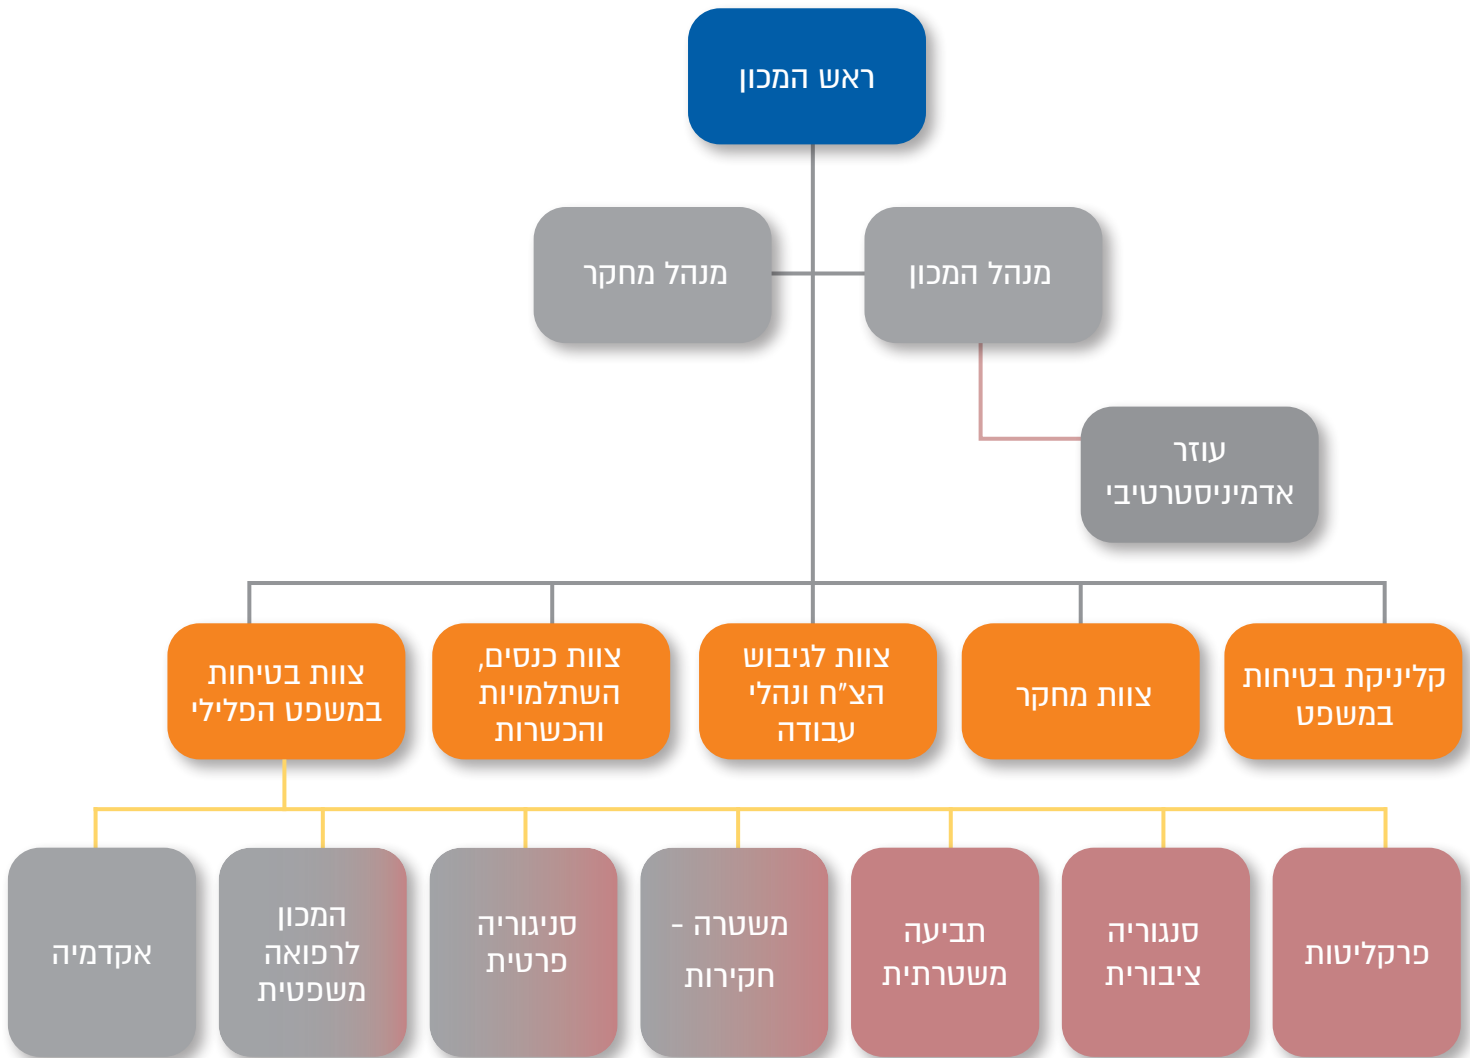 ראש המכון
מנהל המכון
מנהל מחקר
עוזר
אדמיניסטרטיבי
קליניקת בטיחות
במשפט
צוות מחקר
צוות לגיבוש
הצ"ח ונהלי
עבודה
צוות כנסים,
השתלמויות
והכשרות
צוות בטיחות
במשפט הפלילי
פרקליטות
סנגוריה
ציבורית
תביעה
משטרתית
משטרה -
חקירות
סניגוריה
פרטית
המכון
לרפואה
משפטית
אקדמיה